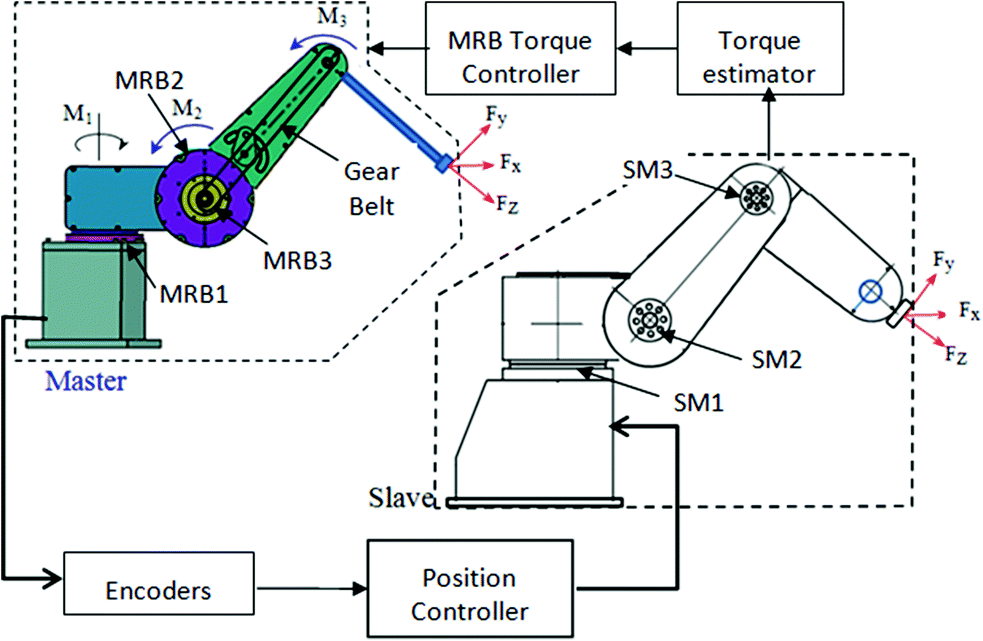 M3
MRB Torque
Controller
Torque
estimator
MRB2
M1
M2
Fy
Fx
Fz
Gear
Belt
SM3
MRB3
MRB1
Fy
Fx
Fz
SM2
Master
SM1
Slave
Encoders
Position
Controller